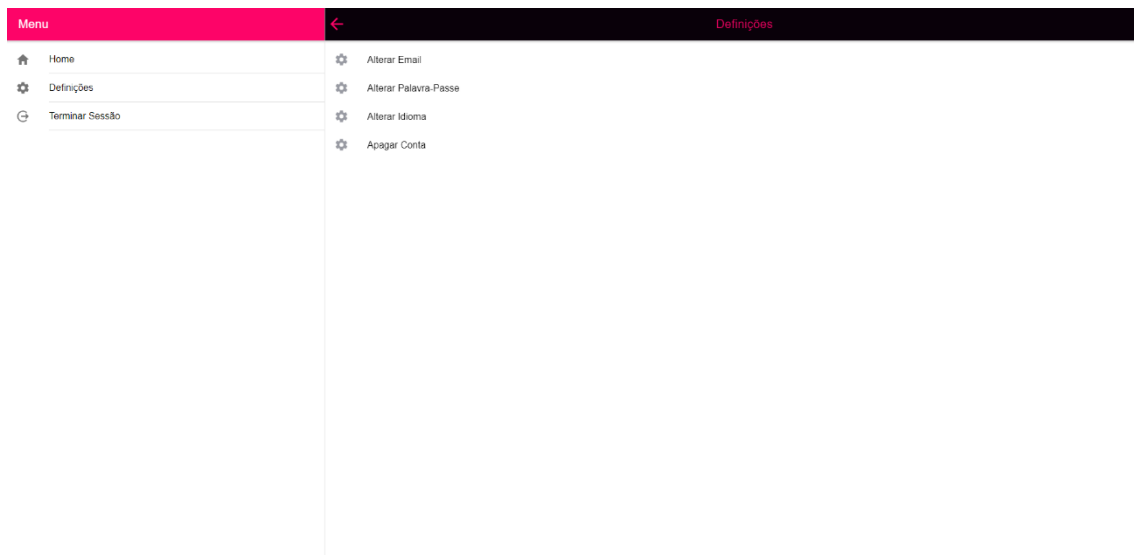 Menu
Home
Definições
Terminar Sessão
Definições
Alterar Email
Alterar Palavra-Passe
Alterar Idioma
Apagar Conta